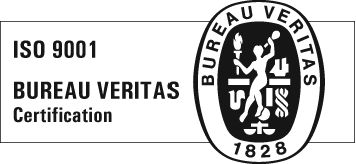 ISO 9001
BUREAU VERITAS
Certification
BUREAU VERITAS
1828